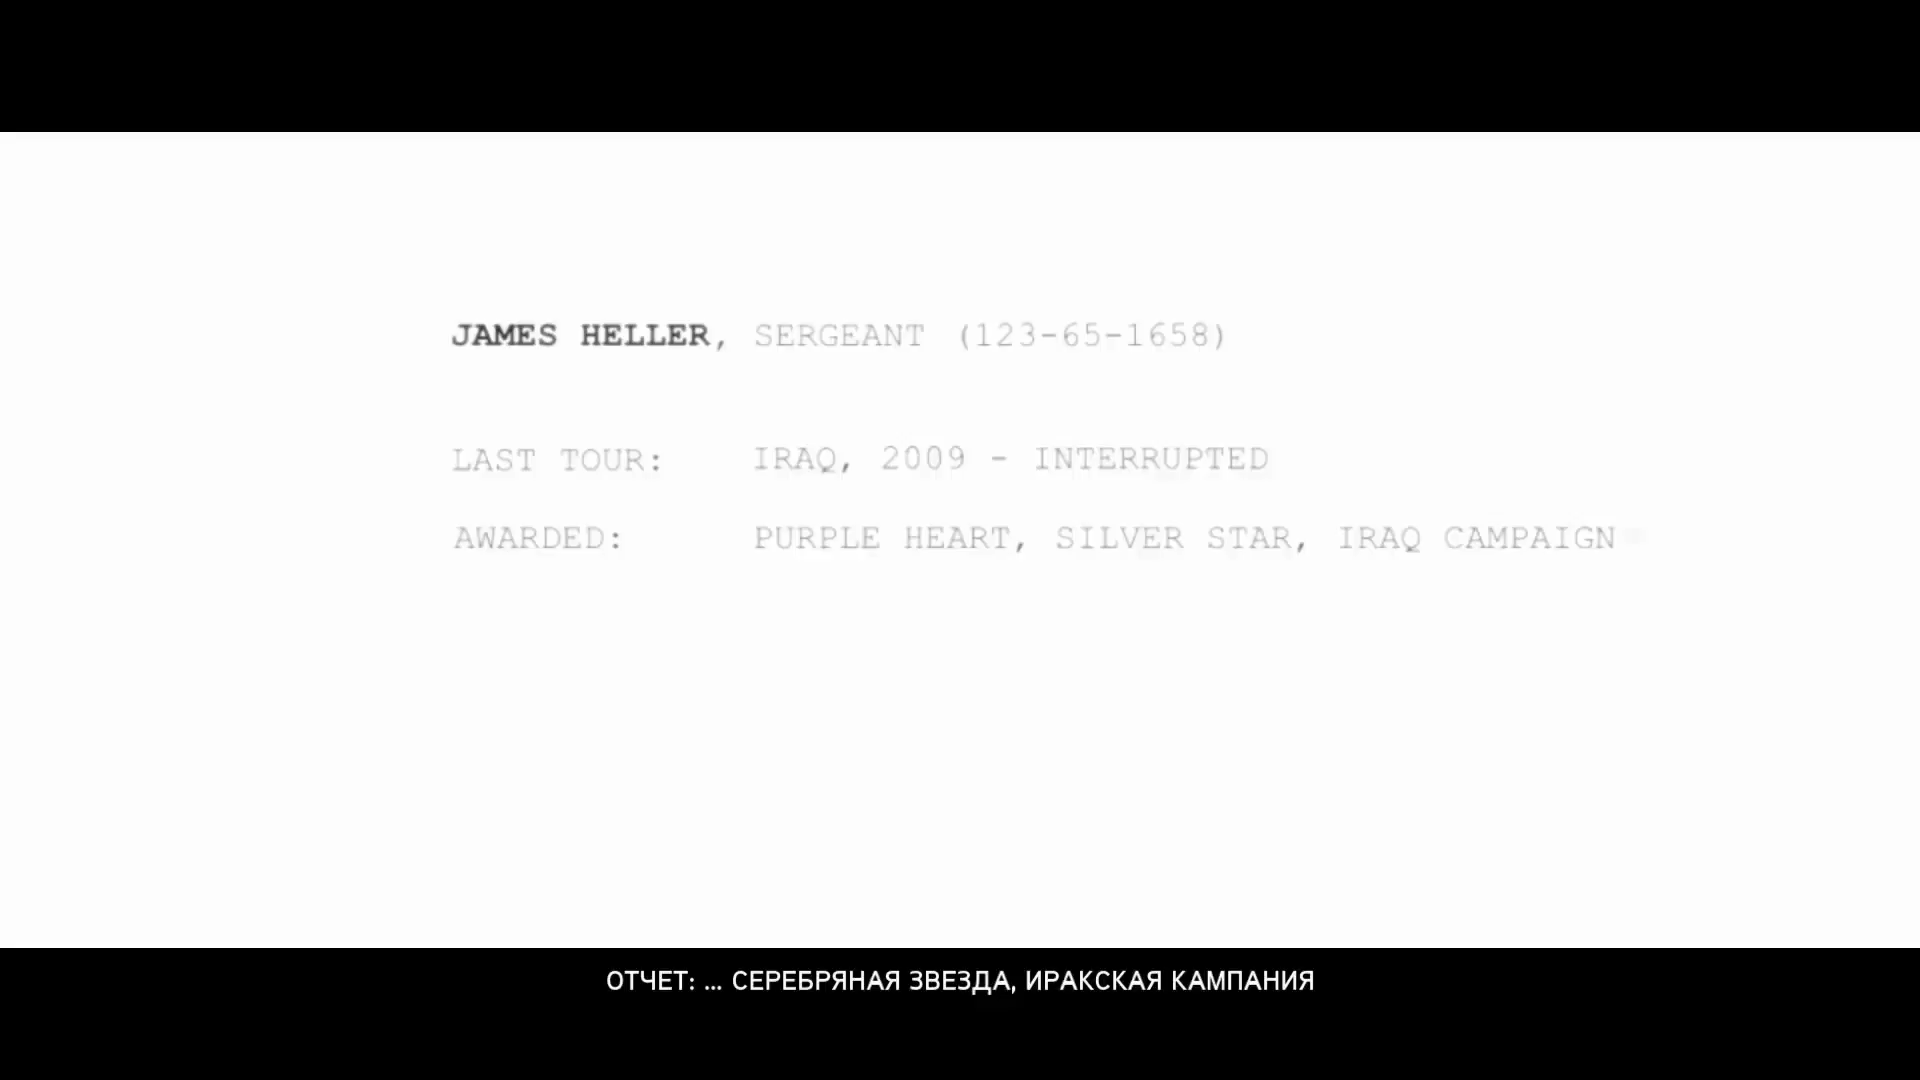 JAMES HELLER, SERGEANT (123-65-1658)
LAST TOUR: IRAQ, 2009 - INTERRUPTED
AWARDED: PURPLE HEART, SILVER STAR, IRAQ CAMPAIGN
ОТЧЕТ: ... СЕРЕБРЯНАЯ ЗВЕЗДА, ИРАКСКАЯ КАМПАНИЯ